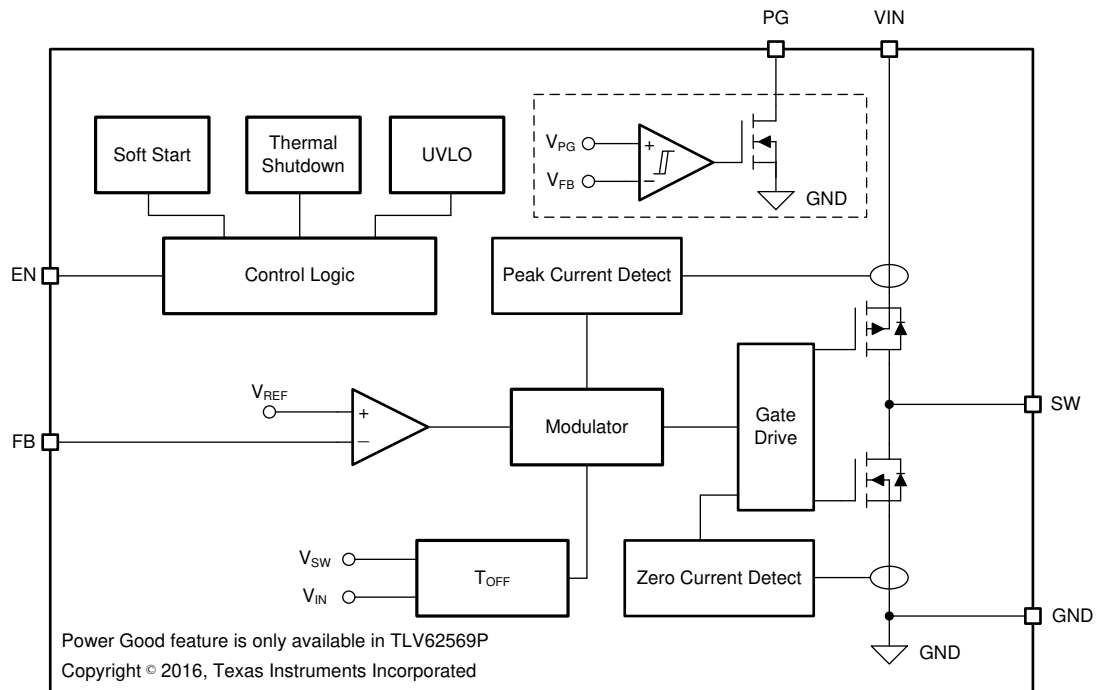 PG
VIN
Soft Start
Thermal
Shutdown
UVLO
VPG
+
VFB
−
GND
EN
Control Logic
Peak Current Detect
VREF
+
FB
−
Modulator
Gate
Drive
SW
VSW
VIN
TOFF
Zero Current Detect
GND
GND
Power Good feature is only available in TLV62569P
Copyright © 2016, Texas Instruments Incorporated